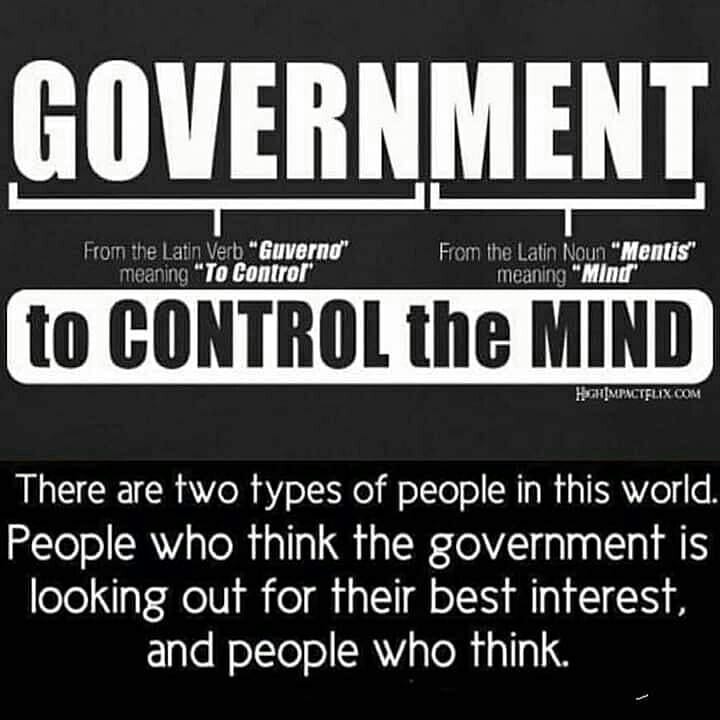 GOVERNMENT
From the Latin Verb "Guverno" From the Latin Noun "Mentis"
meaning "To Control" meaning "Mind"
to CONTROL the MIND
HIGHIMPACTFLIX.COM
There are two types of people in this world.
People who think the government is
looking out for their best interest,
and people who think.